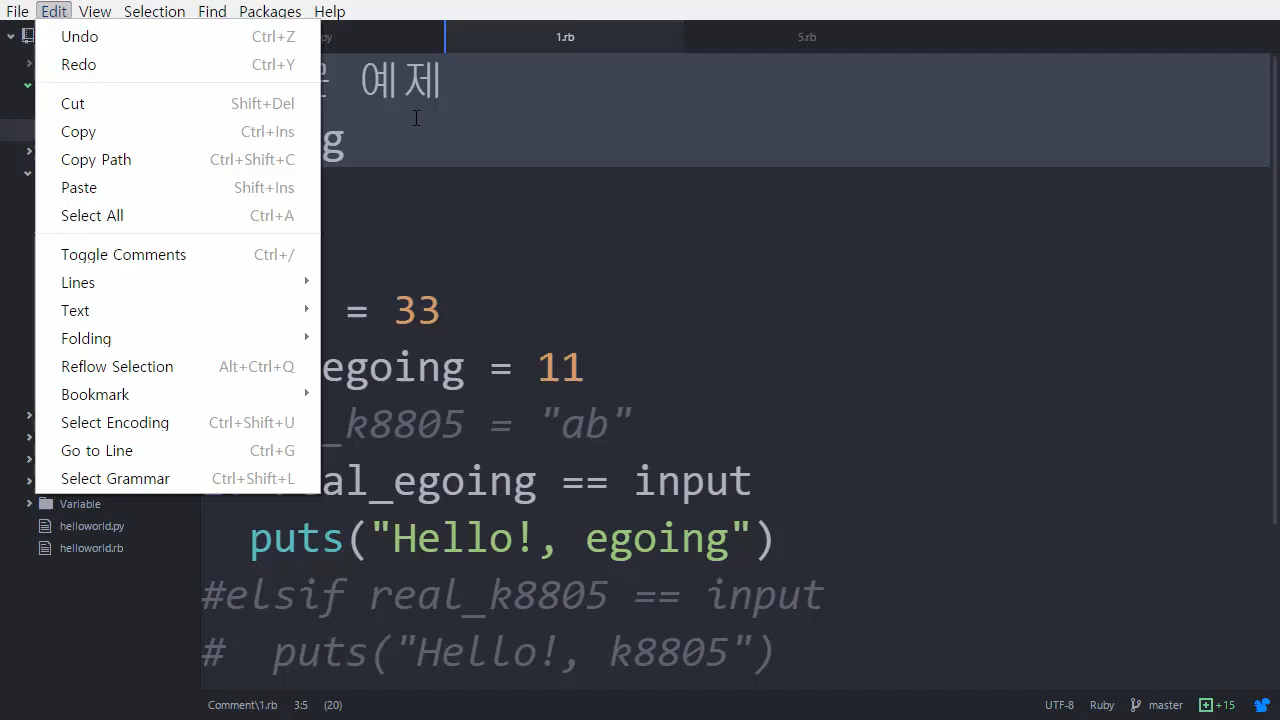 File Edit View Selection Find Packages Help
Undo Ctrl+Z
Redo Ctrl+Y
Cut Shift+Del
Copy Ctrl+Ins
Copy Path Ctrl+Shift+C
Paste Shift+Ins
Select All Ctrl+A
Toggle Comments Ctrl+/
Lines
Text
Folding
Reflow Selection Alt+Ctrl+Q
Bookmark
Select Encoding Ctrl+Shift+U
Go to Line Ctrl+G
Select Grammar Ctrl+Shift+L
Variable
helloworld.py
helloworld.rb
py 1.rb 5.rb
예제
g
= 33
egoing = 11
_k8805 = "ab"
al_egoing == input
puts("Hello!, egoing")
#elsif real_k8805 == input
# puts("Hello!, k8805")
Comment\1.rb 3:5 (20) UTF-8 Ruby master +15